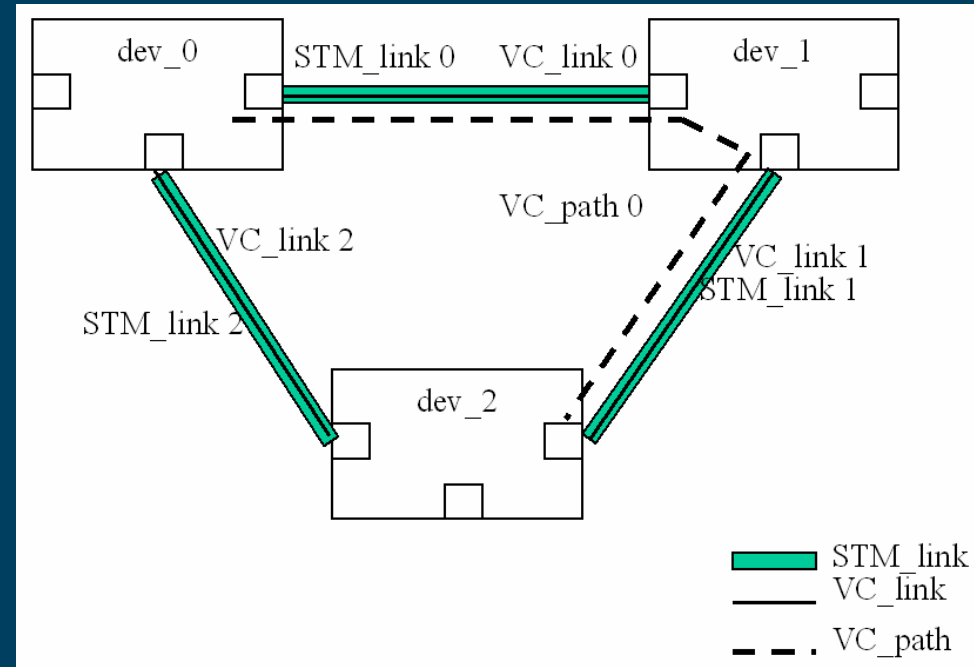 dev_0
STM_link 0
VC_link 0
dev_1
VC_path 0
VC_link 2
VC_link 1
STM_link 1
STM_link 2
dev_2
STM_link
VC_link
VC_path